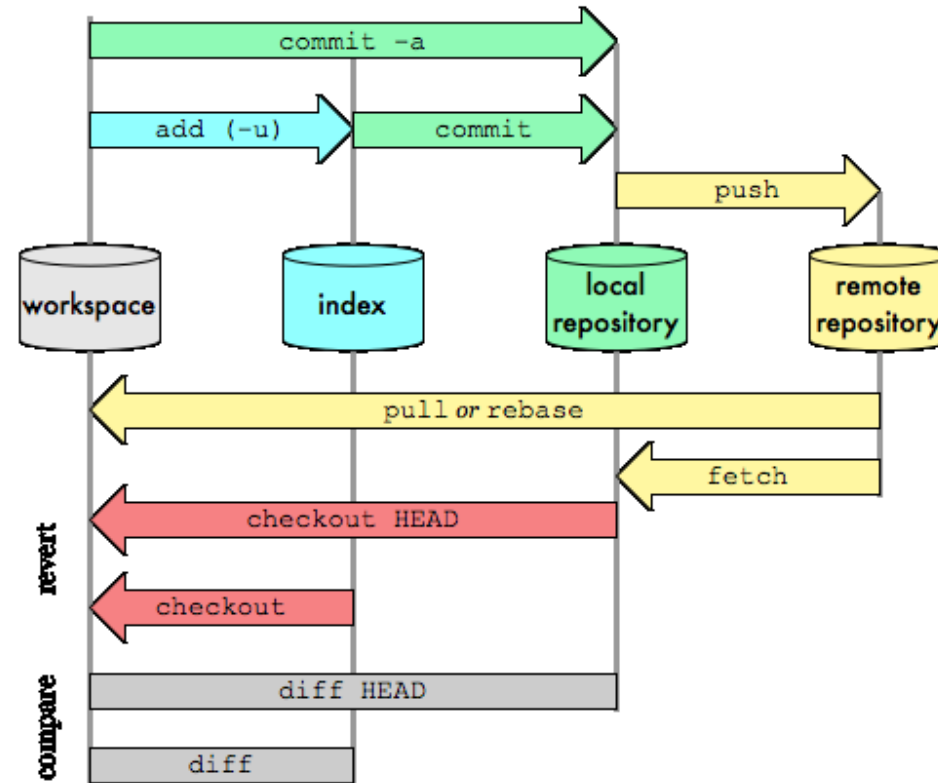 commit -a
add (-u)
commit
push
workspace
index
local
repository
remote
repository
pull or rebase
fetch
checkout HEAD
revert
checkout
diff HEAD
compare
diff